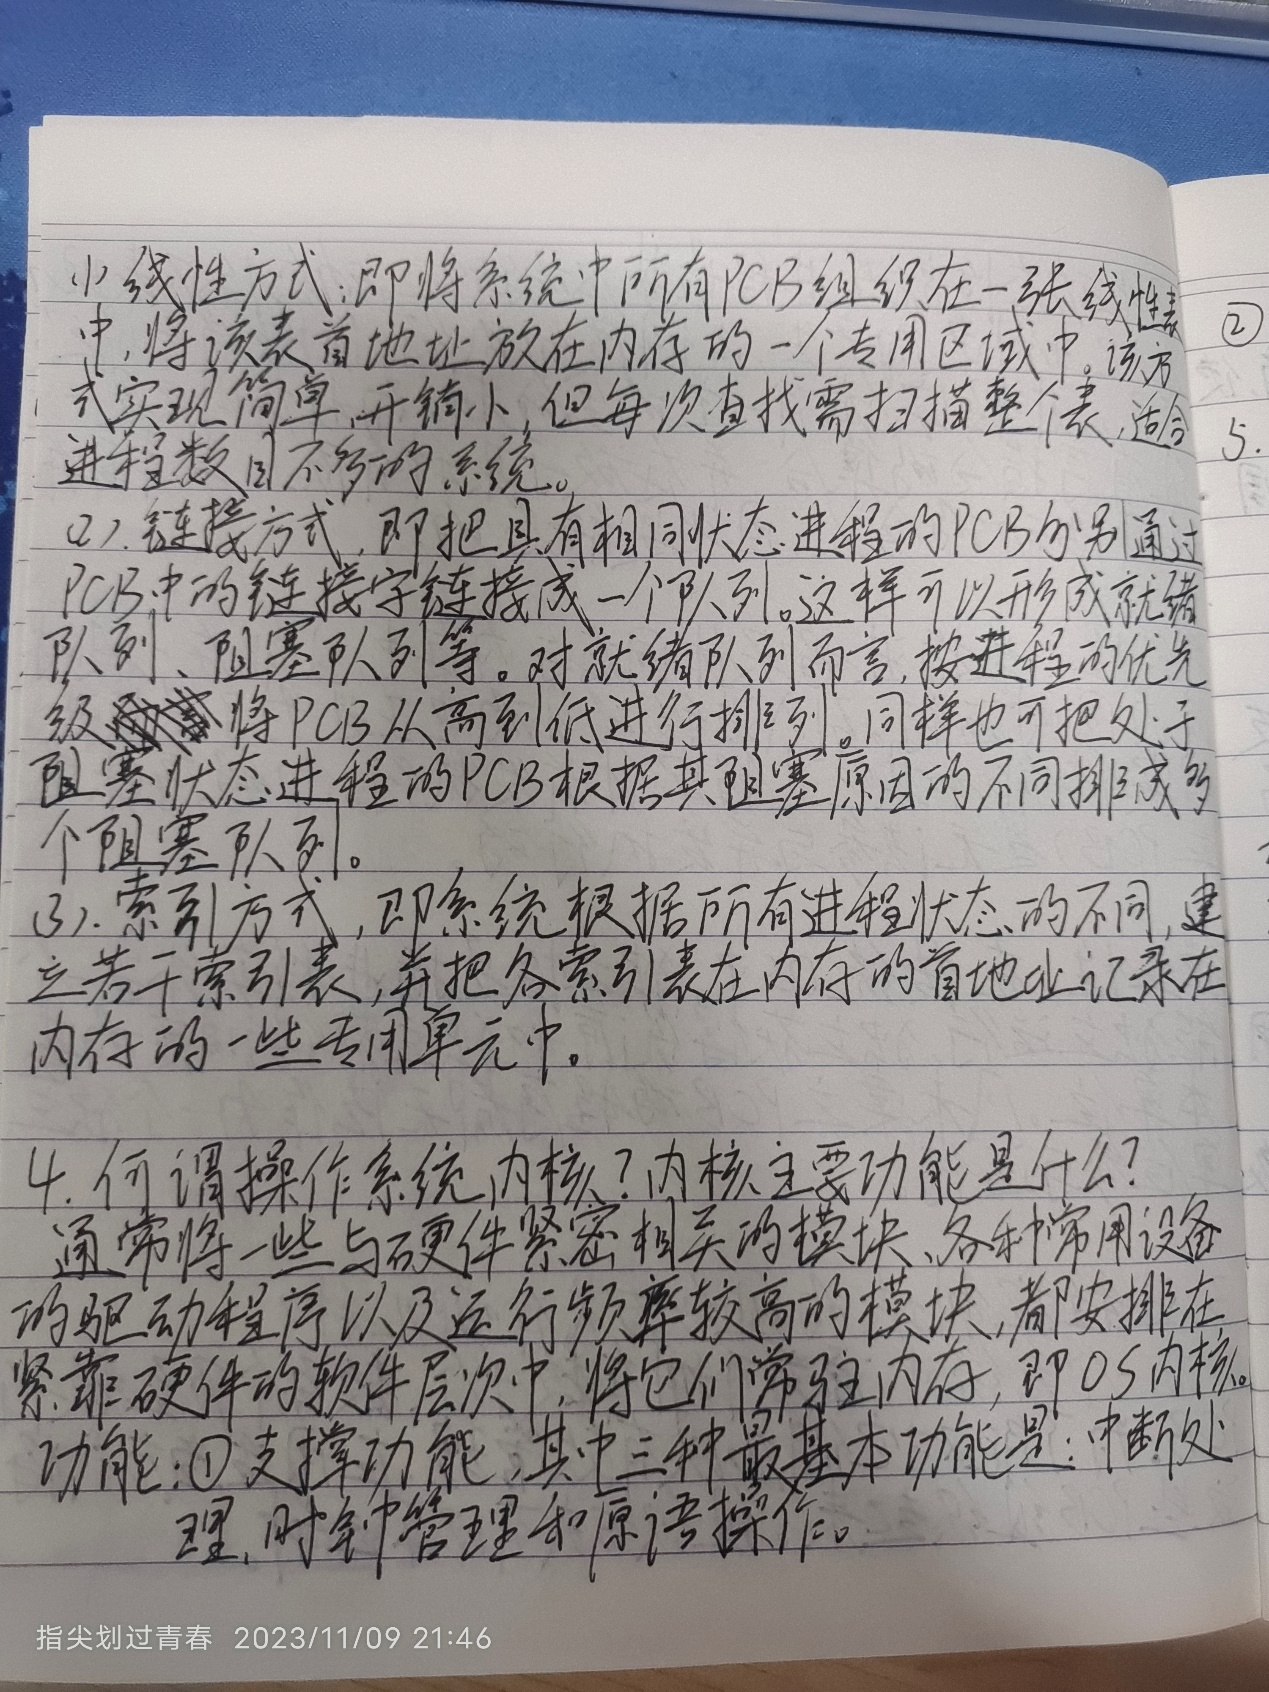 (1) 线性方式:即将系统中所有PCB组织在一张线性表
中,将该表首地址放在内存的一个专用区域中。该方
式实现简单,开销小,但每次查找需扫描整个表,适合
进程数目不多的系统。
(2). 链接方式,即把具有相同状态进程的PCB分别通过
PCB中的链接字链接成一个队列。这样可以形成就绪
队列、阻塞队列等。对就绪队列而言,按进程的优先
级将PCB从高到低进行排列。同样也可把处于
阻塞状态进程的PCB根据其阻塞原因的不同排成多
个阻塞队列。
(3). 索引方式,即系统根据所有进程状态的不同,建
立若干索引表,并把各索引表在内存的首地址记录在
内存的一些专用单元中。
4. 何谓操作系统内核?内核主要功能是什么?
通常将一些与硬件紧密相关的模块、各种常用设备
的驱动程序以及运行频率较高的模块,都安排在
紧靠硬件的软件层次中,将它们常驻内存,即OS内核。
功能:①支撑功能,其中三种最基本功能是:中断处
理,时钟管理和原语操作。
②
5.
指尖划过青春 2023/11/09 21:46